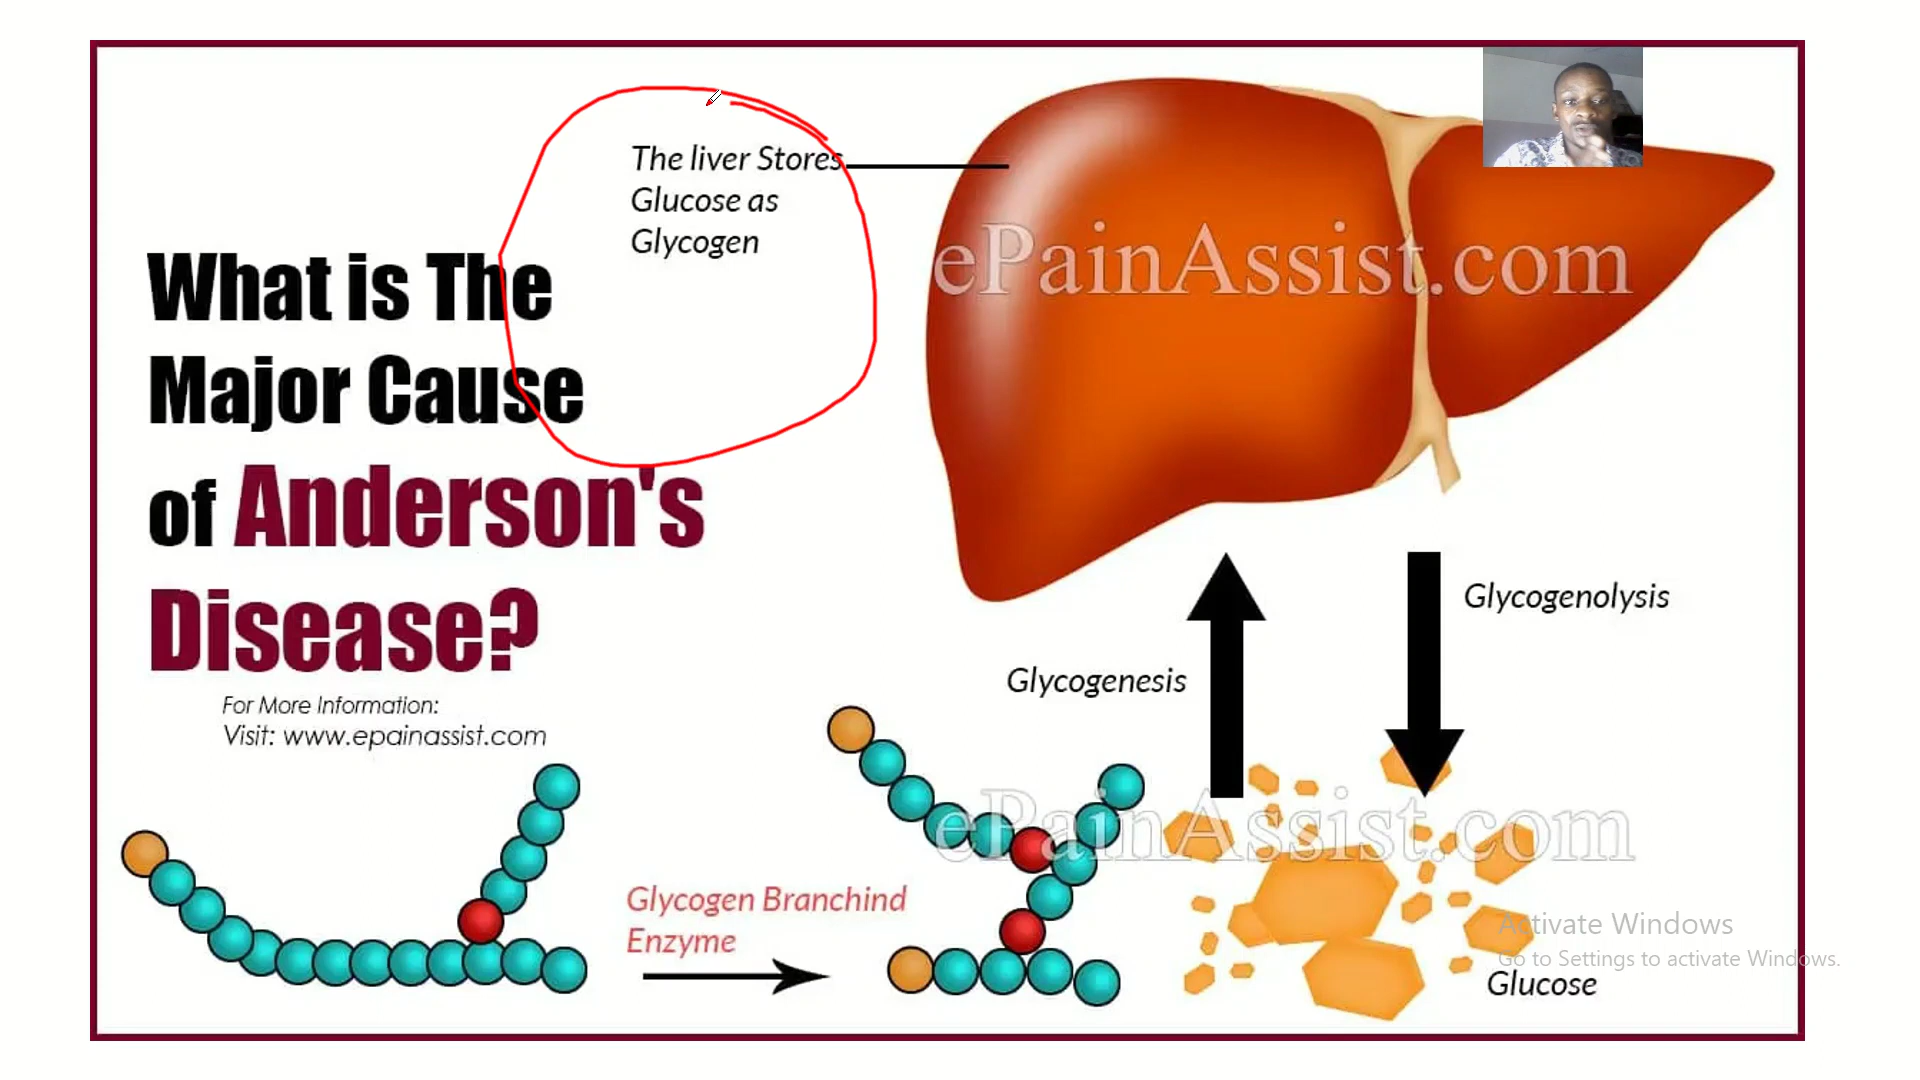 The liver Stores
Glucose as
Glycogen
What is The
Major Cause
of Anderson's
Disease?
For More Information:
Visit: www.epainassist.com
ePainAssist.com
Glycogenolysis
Glycogenesis
ePainAssist.com
Glycogen Branchind
Enzyme
Activate Windows
Go to Settings to activate Windows.
Glucose